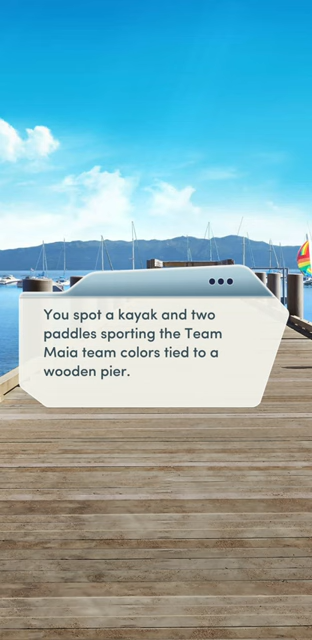 You spot a kayak and two
paddles sporting the Team
Maia team colors tied to a
wooden pier.